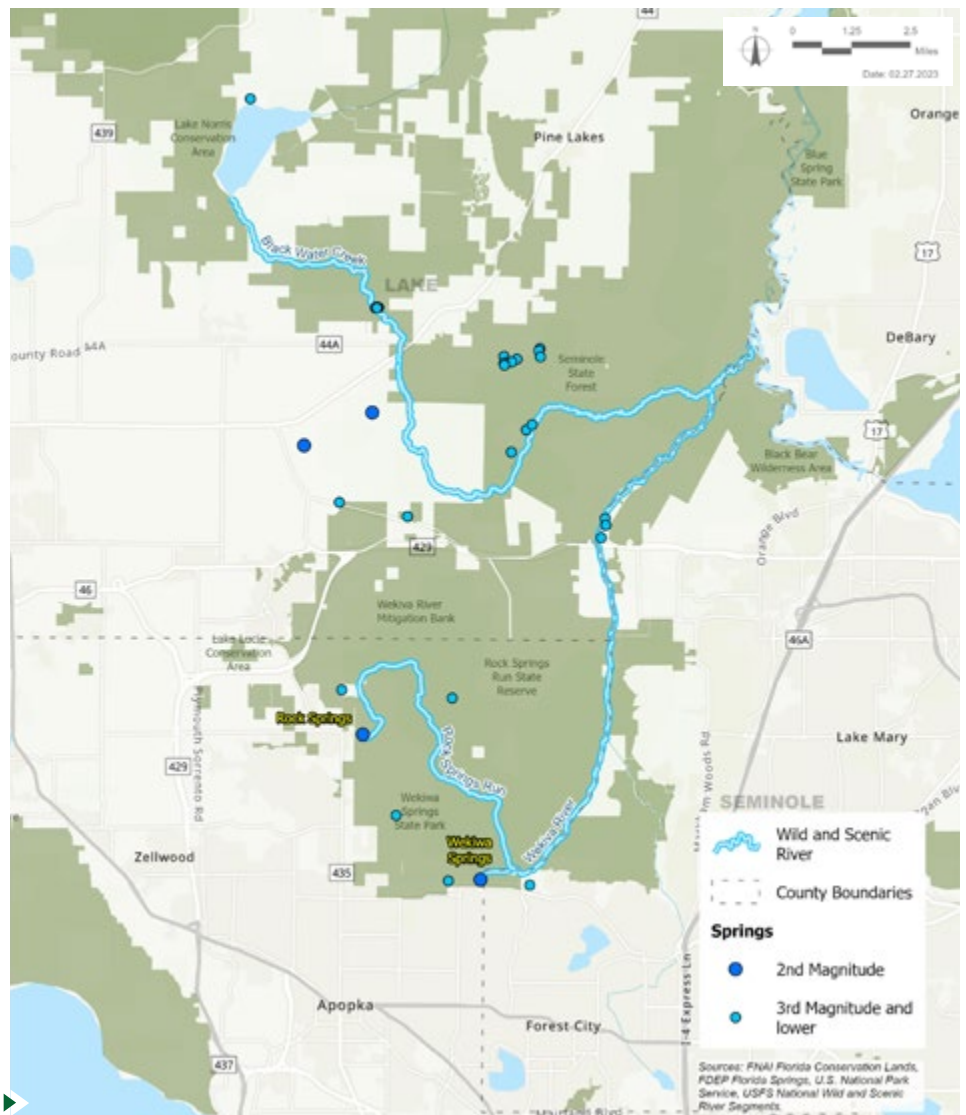 44
N
0 1.25 2.5
Miles
Date: 02.27.2023
439
Lake Norris
Conservation
Area
Pine Lakes
Orange
Blue
Spring
State Park
Black Water Creek
17
LAKE
44A
ounty Road 44A
DeBary
Seminole
State
Forest
17
Black Bear
Wilderness Area
Orange Blvd
429
46
Wekiva River
Mitigation Bank
46A
Lake Lucie
Conservation
Area
Rock Springs
Run State
Reserve
Rock Springs
Plymouth Sorrento Rd
Lake Mary
429
Rock Springs Run
Wekiwa
Springs
State Park
SEMINOLE
Wekiva River
Wekiwa
Springs
Zellwood
435
Wild and Scenic
River
County Boundaries
Springs
2nd Magnitude
3rd Magnitude and
lower
I-4 Express Ln
Apopka
Forest City
437
Sources: FNAI Florida Conservation Lands,
FDEP Florida Springs, U.S. National Park
Service, USFS National Wild and Scenic
River Segments.